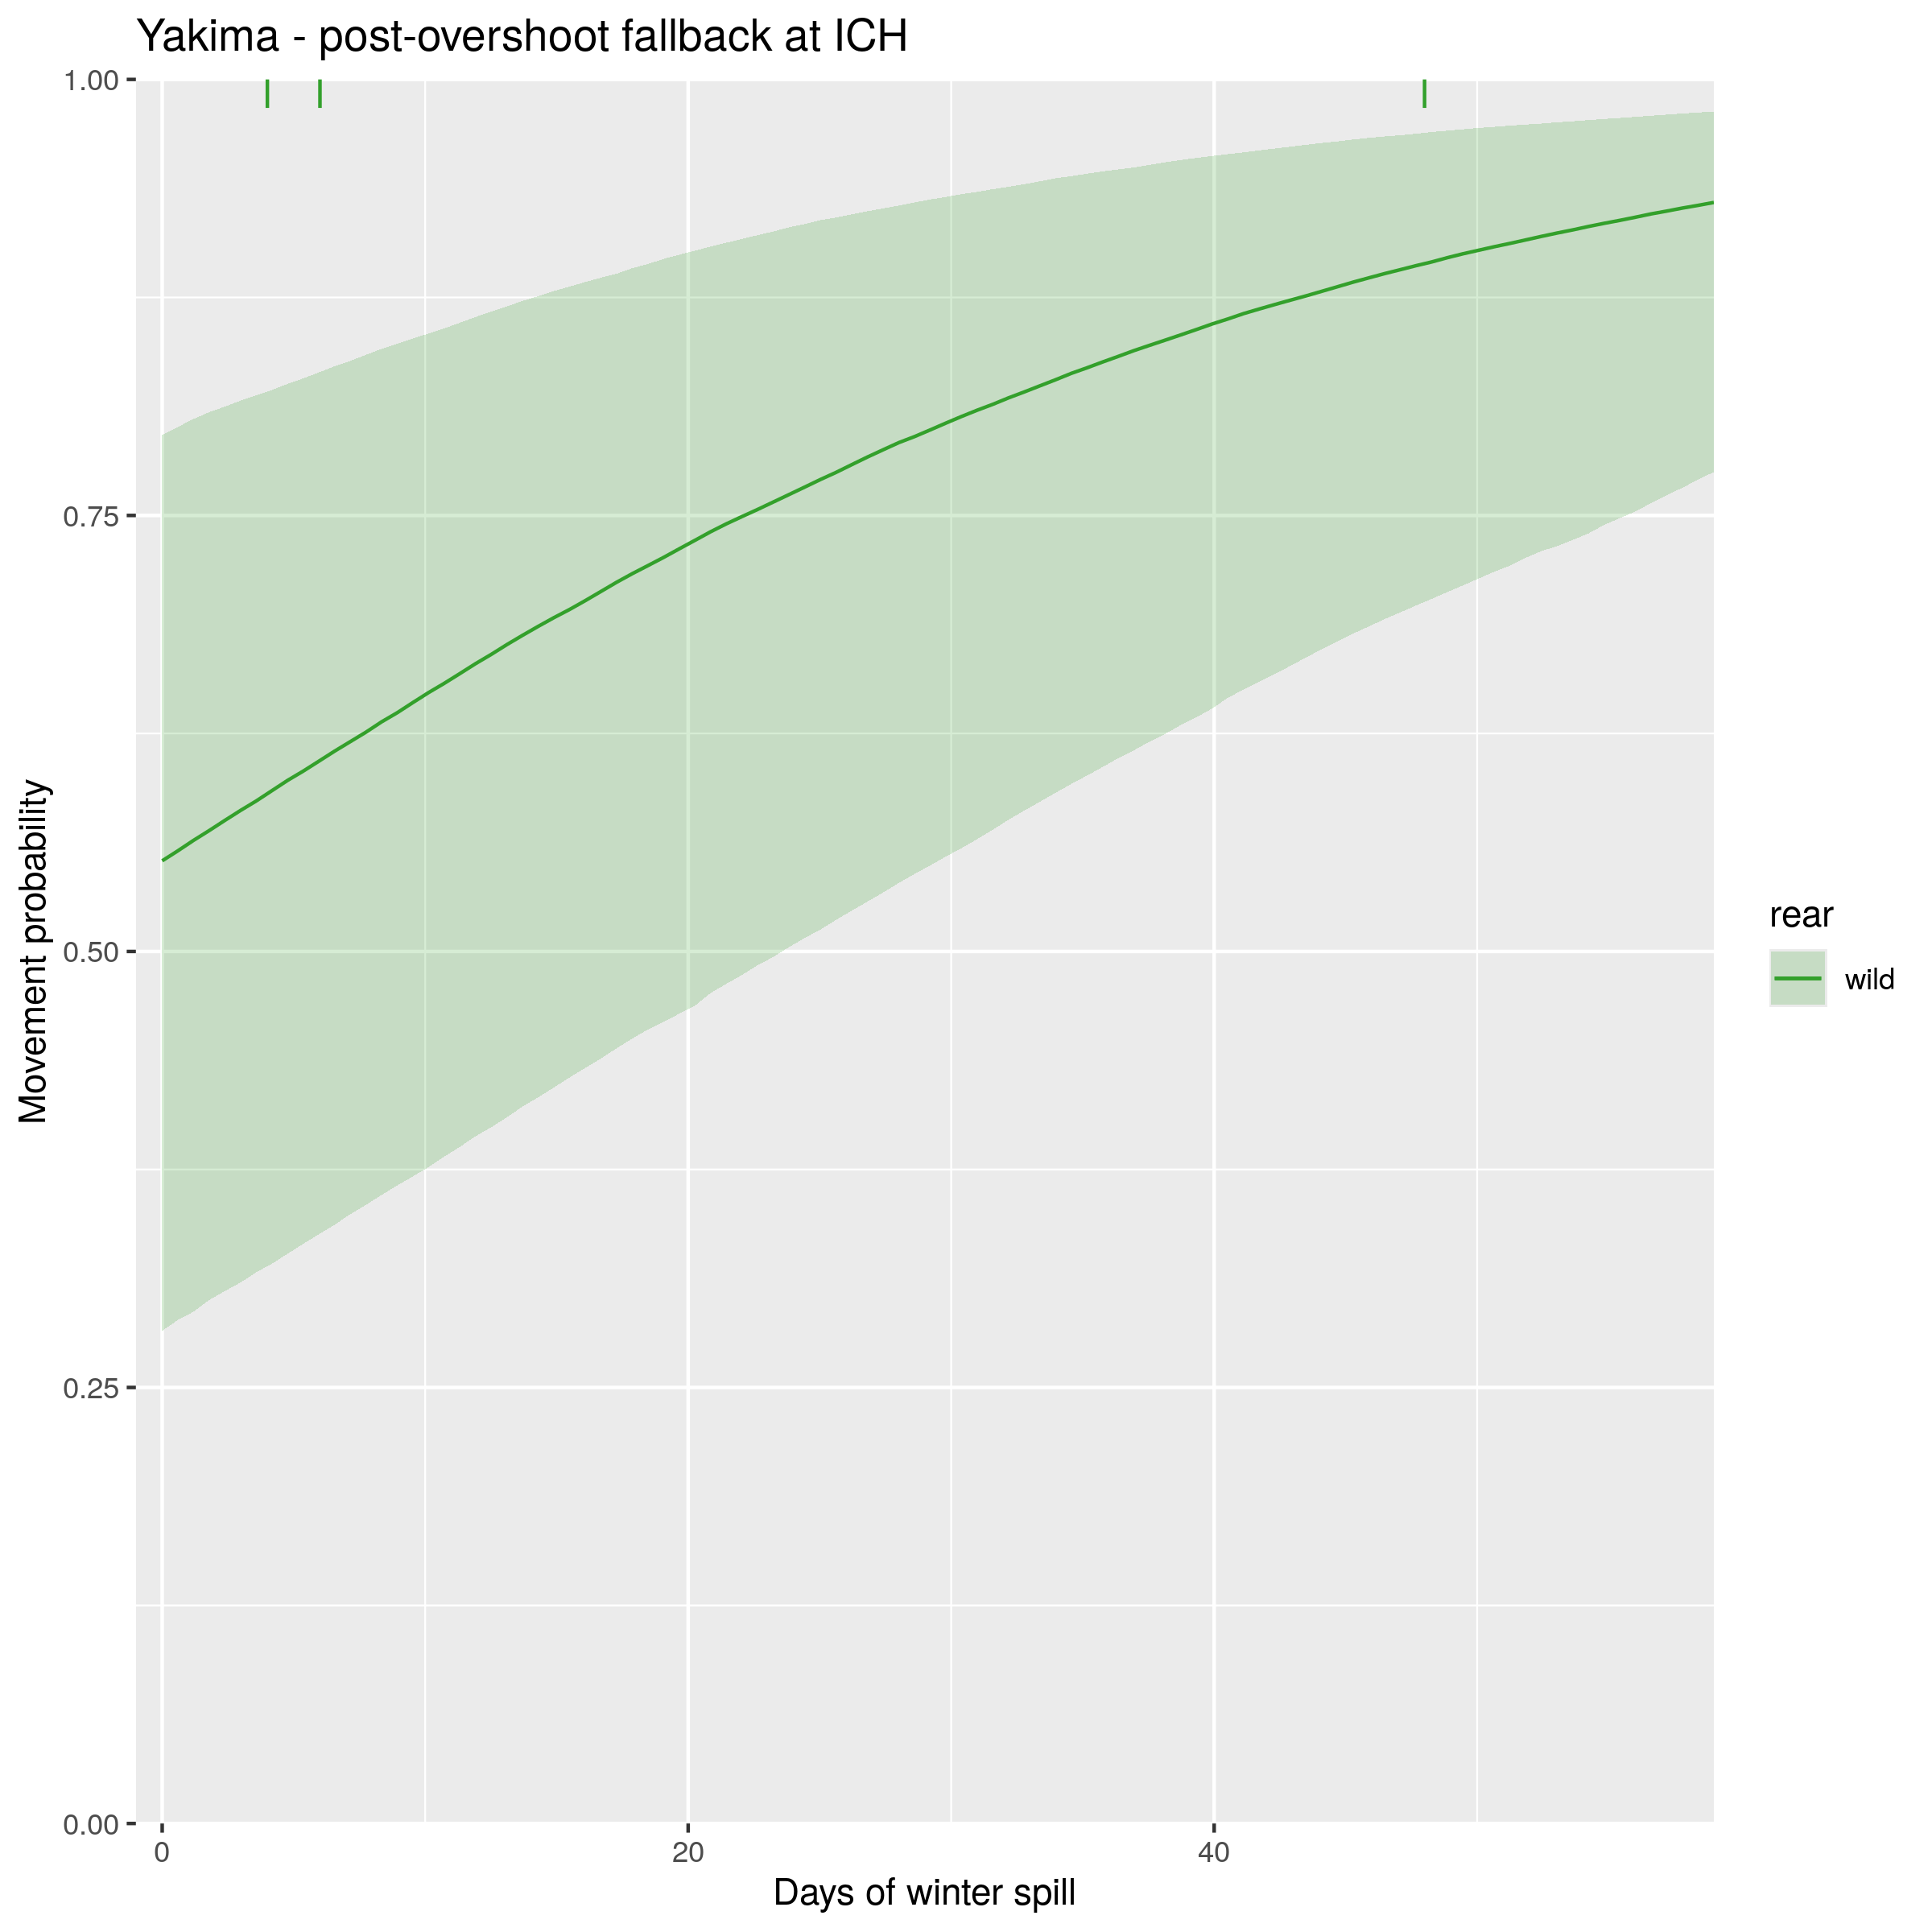 Yakima - post-overshoot fallback at ICH
1.00
0.75
0.50
0.25
0.00
Movement probability
0
20
40
Days of winter spill
rear
wild